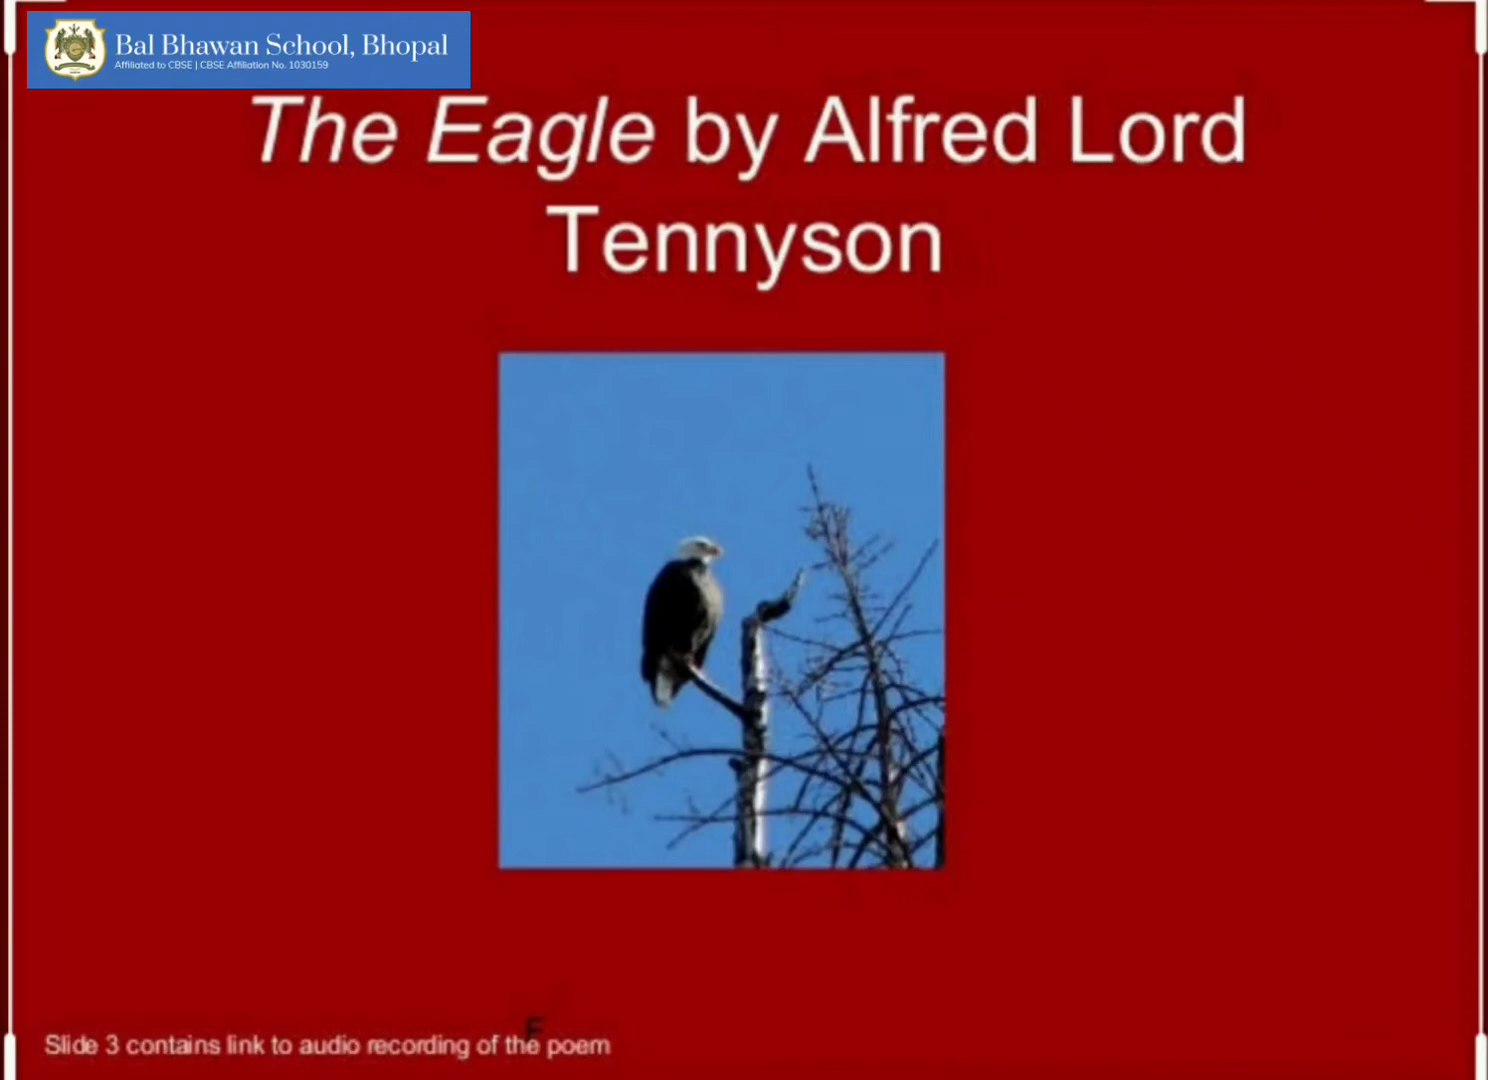 Bal Bhawan School, Bhopal
Affiliated to CBSE | CBSE Affiliation No. 1030159
The Eagle by Alfred Lord
Tennyson
F
Slide 3 contains link to audio recording of the poem